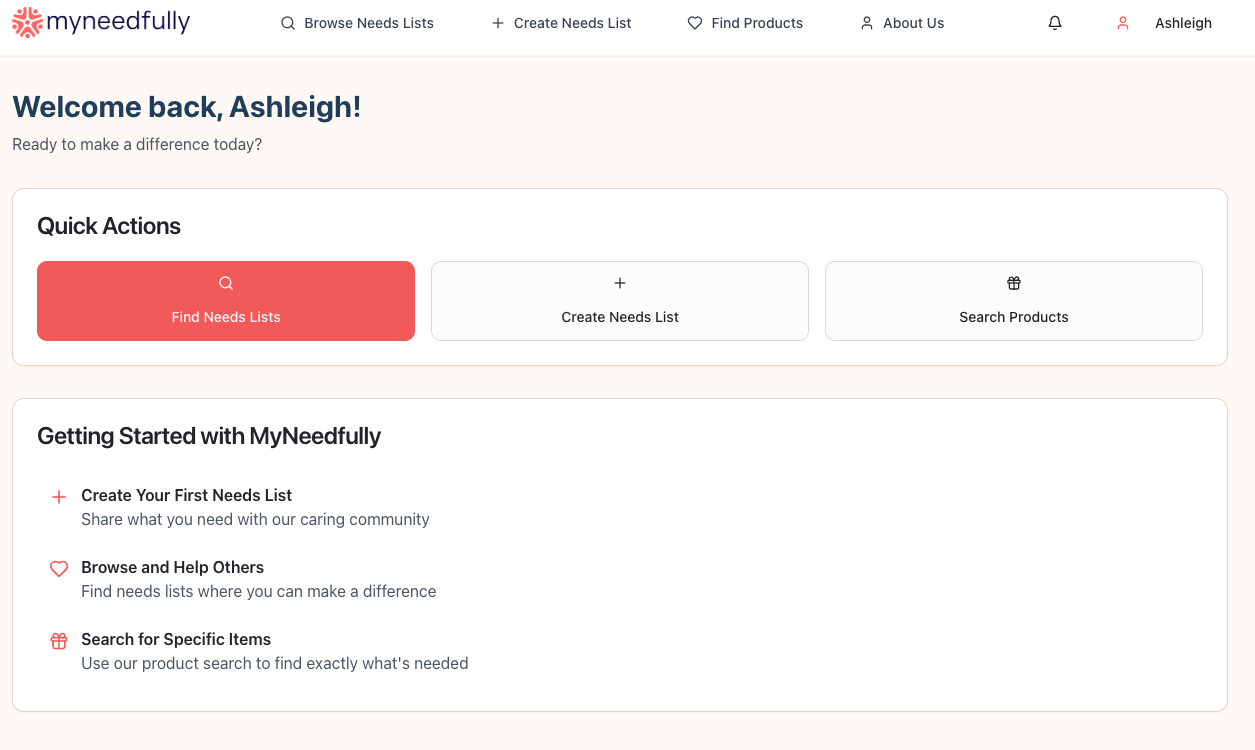 myneedfully
Browse Needs Lists
Create Needs List
Find Products
About Us
Ashleigh
Welcome back, Ashleigh!
Ready to make a difference today?
Quick Actions
Find Needs Lists
Create Needs List
Search Products
Getting Started with MyNeedfully
Create Your First Needs List
Share what you need with our caring community
Browse and Help Others
Find needs lists where you can make a difference
Search for Specific Items
Use our product search to find exactly what's needed